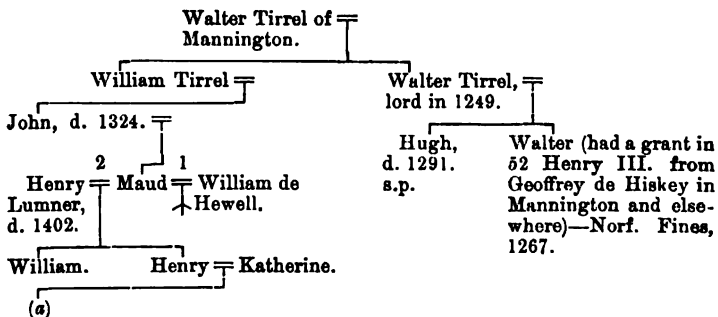 Walter Tirrel of
Mannington.
William Tirrel
Walter Tirrel,
lord in 1249.
John, d. 1324.
Hugh,
d. 1291.
s.p.
Walter (had a grant in
52 Henry III. from
Geoffrey de Hiskey in
Mannington and else-
where)—Norf. Fines,
1267.
2
1
Henry
Lumner,
d. 1402.
Maud
William de
Hewell.
William.
Henry
Katherine.
(a)